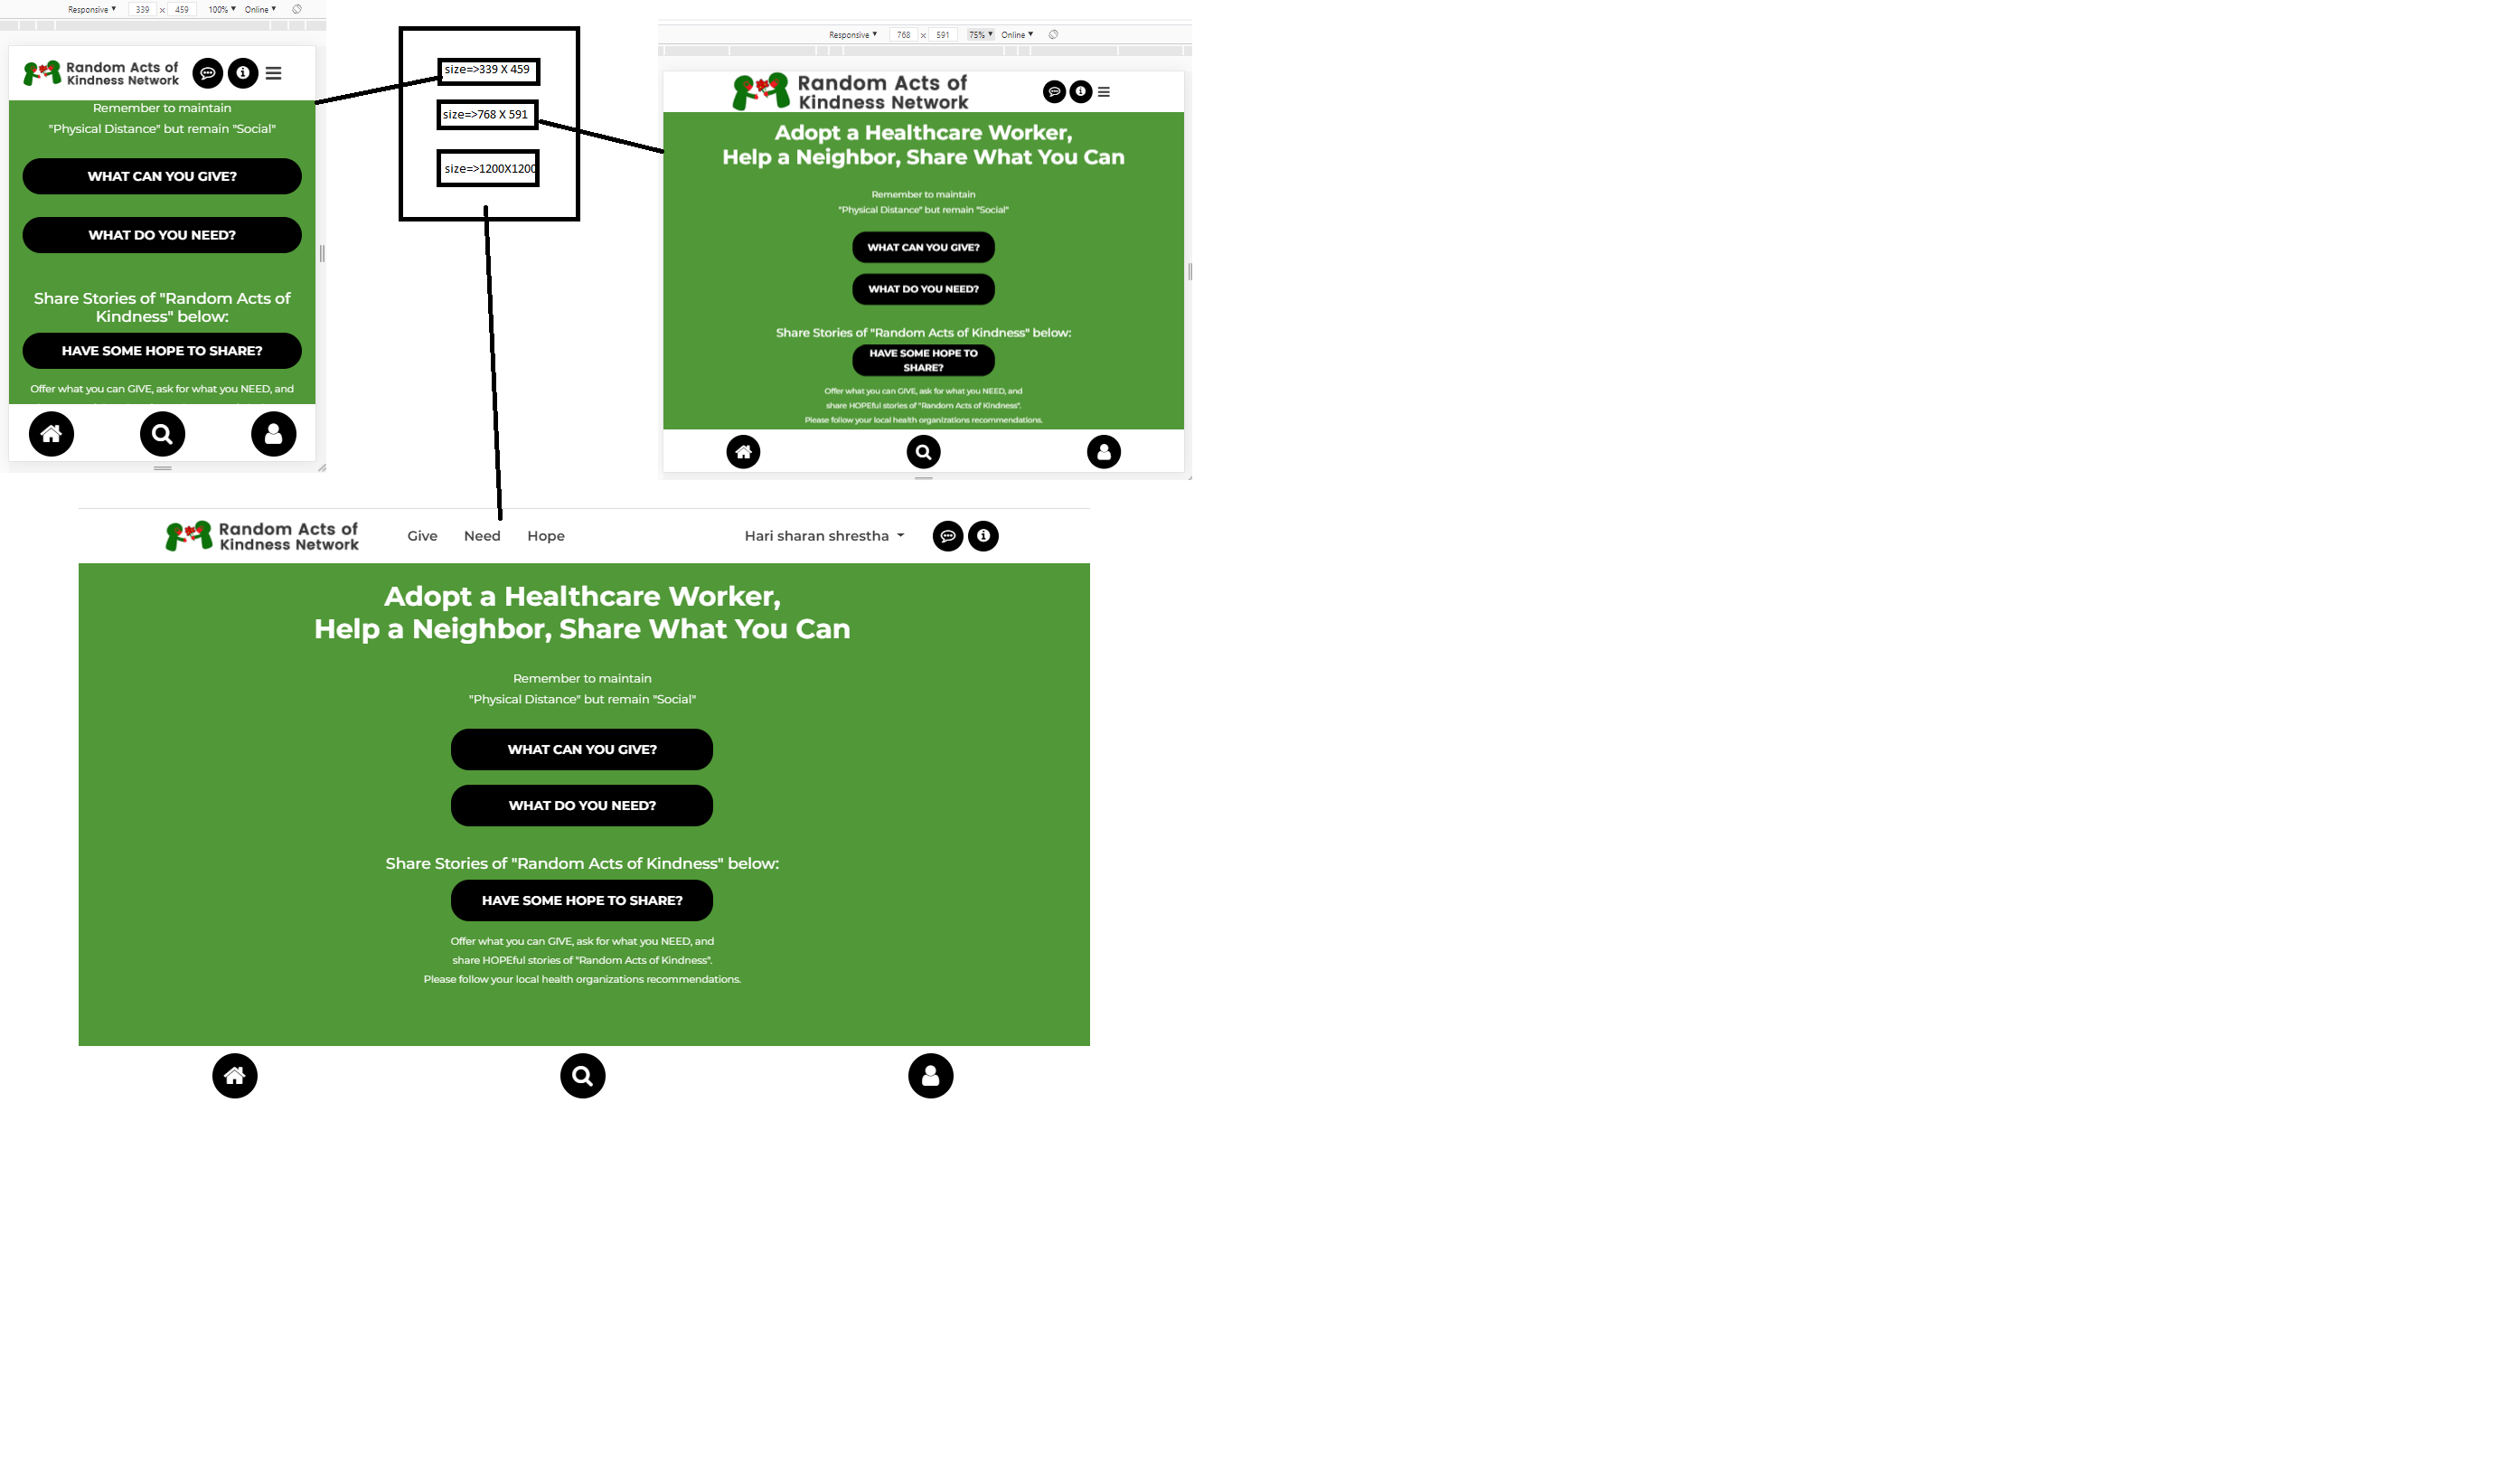 Responsive ▼ 339 x 459 100% ▼ Online ▼
Random Acts of
Kindness Network
Remember to maintain
"Physical Distance" but remain "Social"
WHAT CAN YOU GIVE?
WHAT DO YOU NEED?
Share Stories of "Random Acts of
Kindness" below:
HAVE SOME HOPE TO SHARE?
Offer what you can GIVE, ask for what you NEED, and
size=>339 X 459
size=>768 X 591
size=>1200X1200
Responsive ▼ 768 x 591 75% ▼ Online ▼
Random Acts of
Kindness Network
Adopt a Healthcare Worker,
Help a Neighbor, Share What You Can
Remember to maintain
"Physical Distance" but remain "Social"
WHAT CAN YOU GIVE?
WHAT DO YOU NEED?
Share Stories of "Random Acts of Kindness" below:
HAVE SOME HOPE TO
SHARE?
Offer what you can GIVE, ask for what you NEED, and
share HOPEful stories of "Random Acts of Kindness".
Please follow your local health organizations recommendations.
Random Acts of
Kindness Network
Give Need Hope Hari sharan shrestha
Adopt a Healthcare Worker,
Help a Neighbor, Share What You Can
Remember to maintain
"Physical Distance" but remain "Social"
WHAT CAN YOU GIVE?
WHAT DO YOU NEED?
Share Stories of "Random Acts of Kindness" below:
HAVE SOME HOPE TO SHARE?
Offer what you can GIVE, ask for what you NEED, and
share HOPEful stories of "Random Acts of Kindness".
Please follow your local health organizations recommendations.